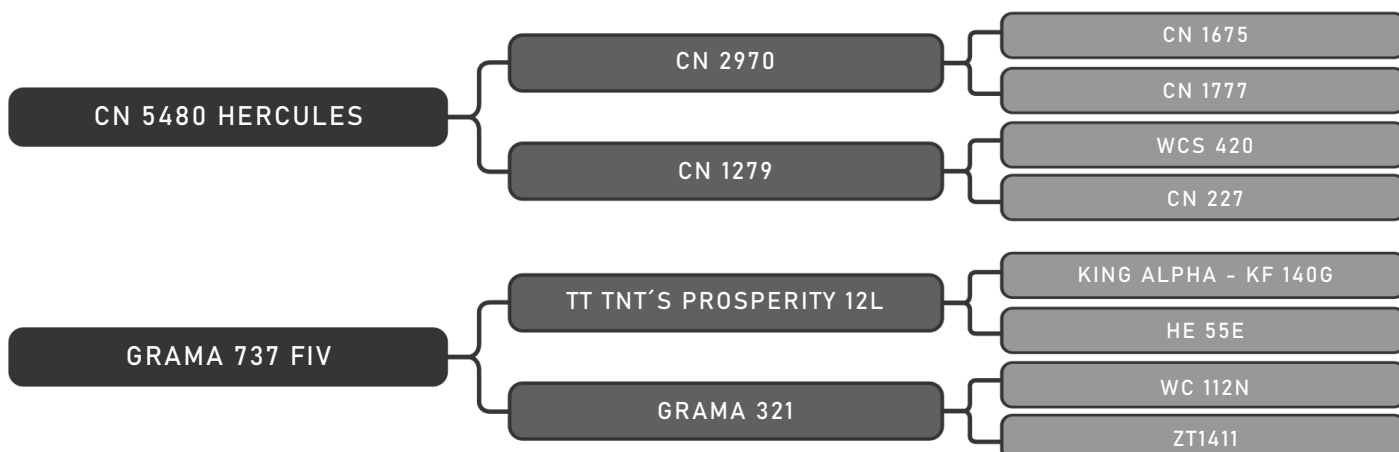 CN 5480 HERCULES
CN 2970
CN 1675
CN 1777
CN 1279
WCS 420
CN 227
GRAMA 737 FIV
TT TNT´S PROSPERITY 12L
KING ALPHA - KF 140G
HE 55E
GRAMA 321
WC 112N
ZT1411